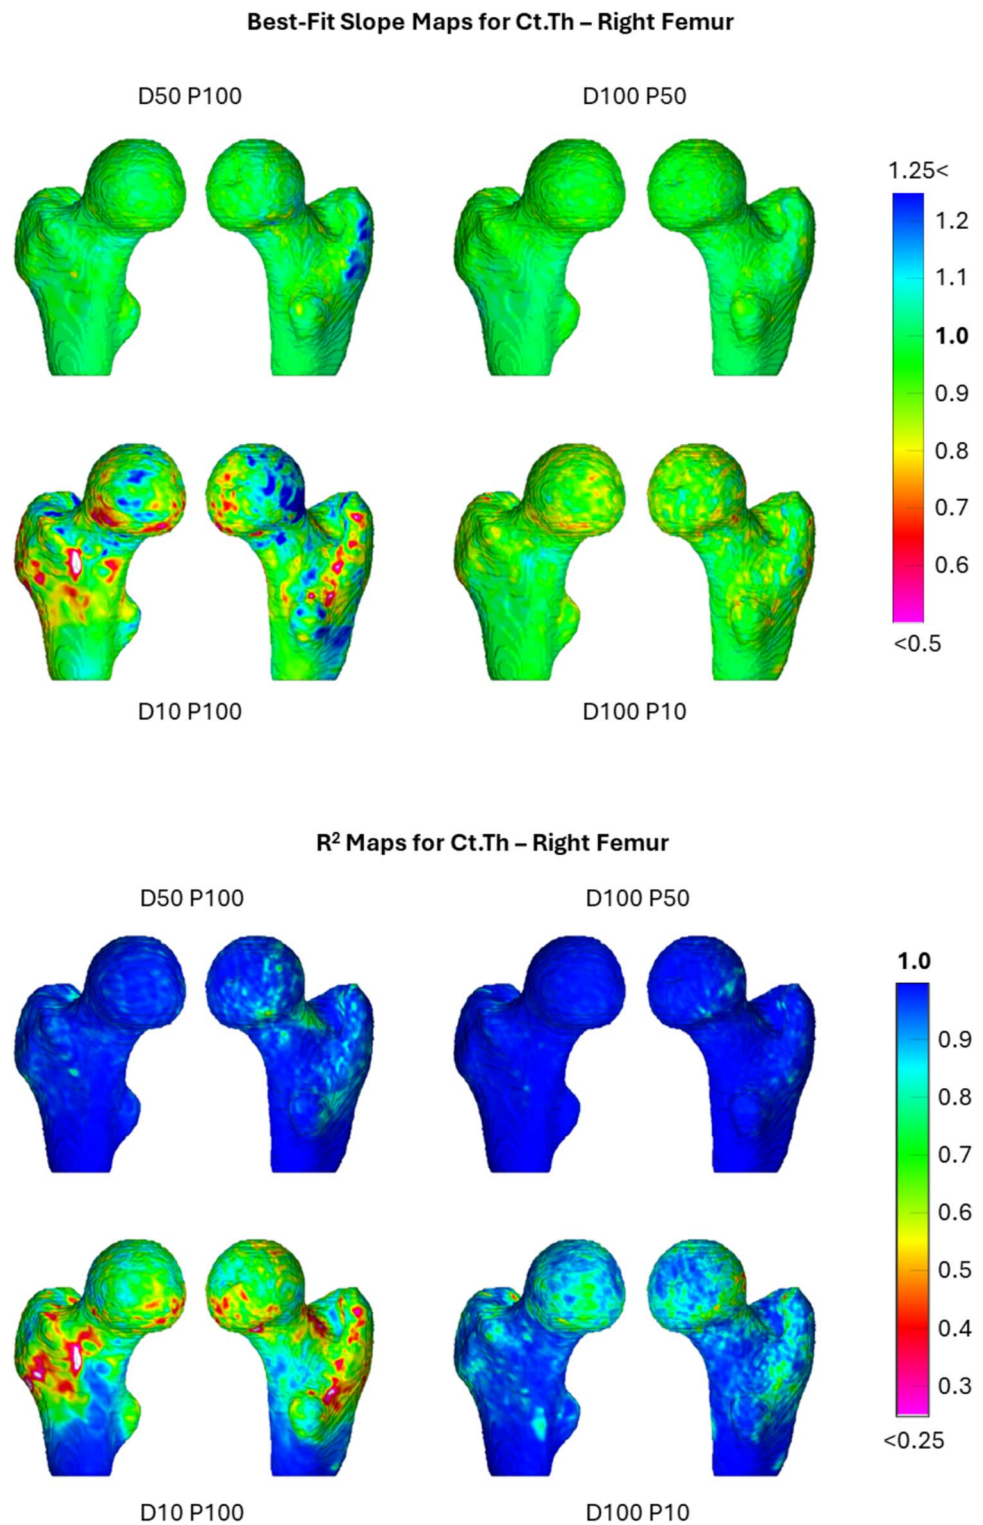 Best-Fit Slope Maps for Ct.Th – Right Femur
D50 P100
D100 P50
1.25<
1.2
1.1
1.0
0.9
0.8
0.7
0.6
<0.5
D10 P100
D100 P10
R² Maps for Ct.Th – Right Femur
D50 P100
D100 P50
1.0
0.9
0.8
0.7
0.6
0.5
0.4
0.3
<0.25
D10 P100
D100 P10